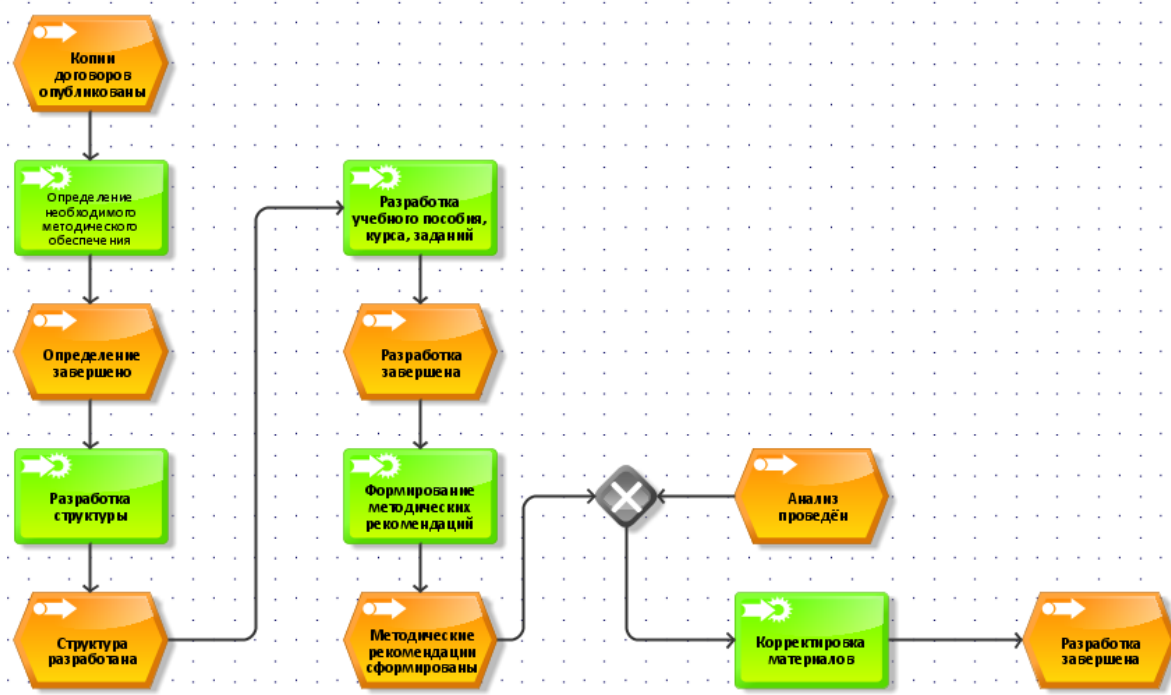 Копии
договоров
опубликованы
Определение
необходимого
методического
обеспечения
Определение
завершено
Разработка
структуры
Структура
разработана
Разработка
учебного пособия,
курса, заданий
Разработка
завершена
Формирование
методических
рекомендаций
Методические
рекомендации
сформированы
Анализ
проведён
Корректировка
материалов
Разработка
завершена